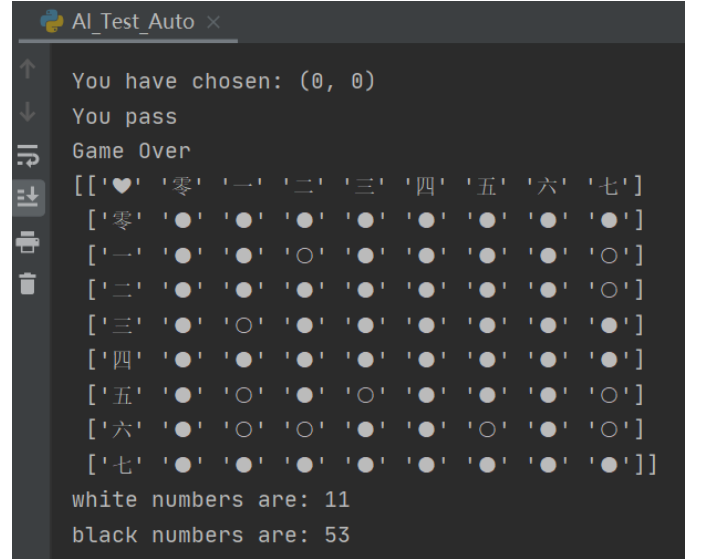 AI_Test_Auto ×
You have chosen: (0, 0)
You pass
Game Over
[['♥' '零' '一' '二' '三' '四' '五' '六' '七']
['零' '●' '●' '●' '●' '●' '●' '●' '●']
['一' '●' '●' '○' '●' '●' '●' '●' '○']
['二' '●' '●' '●' '●' '●' '●' '●' '○']
['三' '●' '○' '●' '●' '●' '●' '●' '●']
['四' '●' '●' '●' '●' '●' '●' '●' '●']
['五' '●' '○' '●' '○' '●' '●' '●' '○']
['六' '●' '○' '○' '●' '●' '○' '●' '○']
['七' '●' '●' '●' '●' '●' '●' '●' '●']]
white numbers are: 11
black numbers are: 53